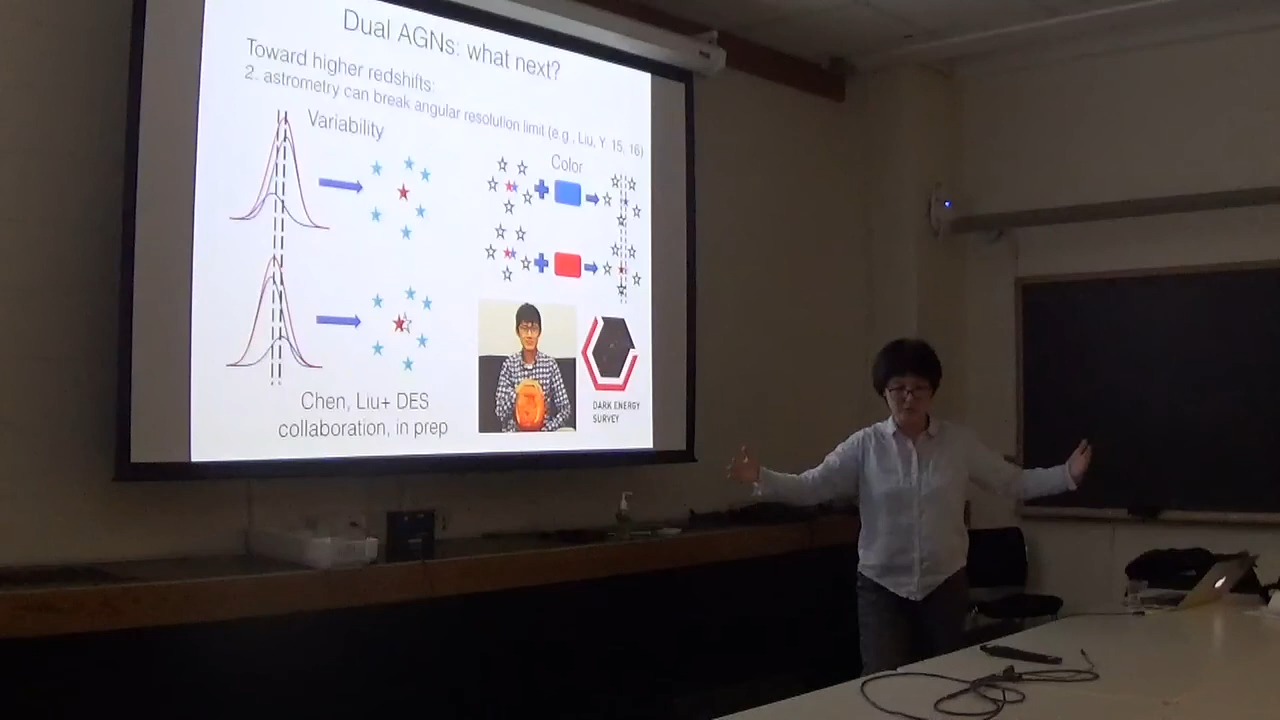 Dual AGNs: what next?
Toward higher redshifts:
2. astrometry can break angular resolution limit (e.g., Liu, Y 15, 16)
Variability
Color
Chen, Liu+ DES
collaboration, in prep
DARK ENERGY
SURVEY